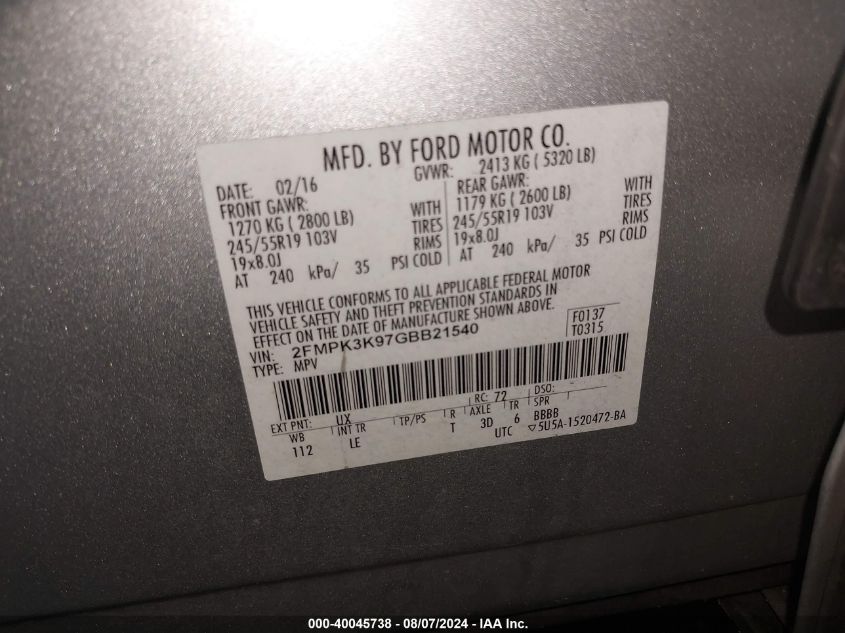 MFD. BY FORD MOTOR CO.
DATE: 02/16 GVWR: 2413 KG ( 5320 LB)
FRONT GAWR: REAR GAWR:
1270 KG ( 2800 LB) WITH 1179 KG ( 2600 LB) WITH
245/55R19 103V TIRES 245/55R19 103V TIRES
19x8.0J RIMS 19x8.0J RIMS
AT 240 kPa/ 35 PSI COLD AT 240 kPa/ 35 PSI COLD
THIS VEHICLE CONFORMS TO ALL APPLICABLE FEDERAL MOTOR
VEHICLE SAFETY AND THEFT PREVENTION STANDARDS IN
EFFECT ON THE DATE OF MANUFACTURE SHOWN ABOVE.
F0137
T0315
VIN: 2FMPK3K97GBB21540
TYPE: MPV
EXT PNT: UX RC: 72 DSO:
WB INT TR TP/PS R AXLE TR SPR
112 LE T 3D 6 BBBB
UTC ▽5U5A-1520472-BA
000-40045738 - 08/07/2024 - IAA Inc.